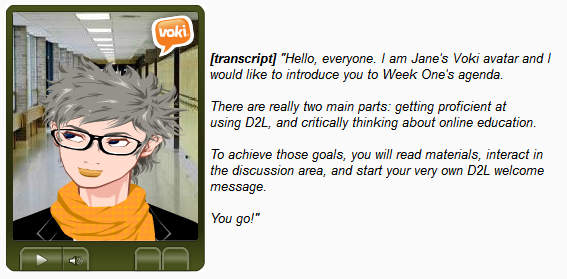 voki
[transcript] "Hello, everyone. I am Jane's Voki avatar and I
would like to introduce you to Week One's agenda.
There are really two main parts: getting proficient at
using D2L, and critically thinking about online education.
To achieve those goals, you will read materials, interact in
the discussion area, and start your very own D2L welcome
message.
You go!"